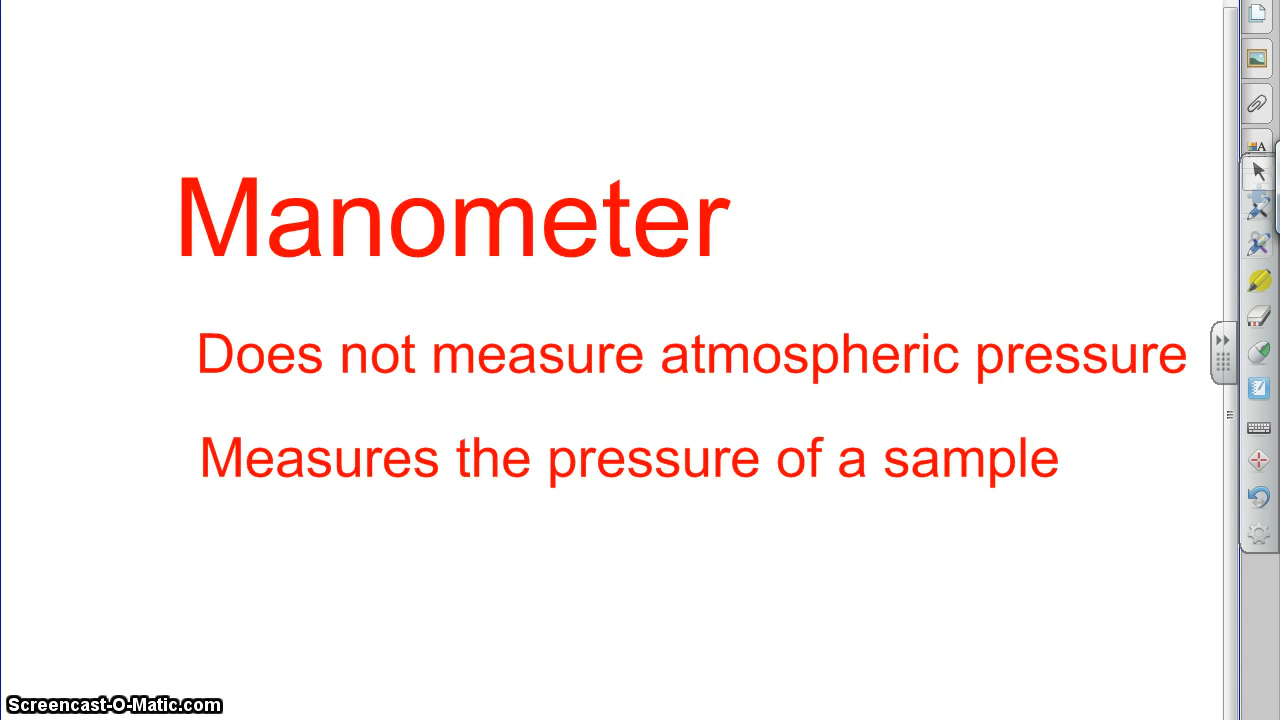 Manometer
Does not measure atmospheric pressure
Measures the pressure of a sample
Screencast-O-Matic.com